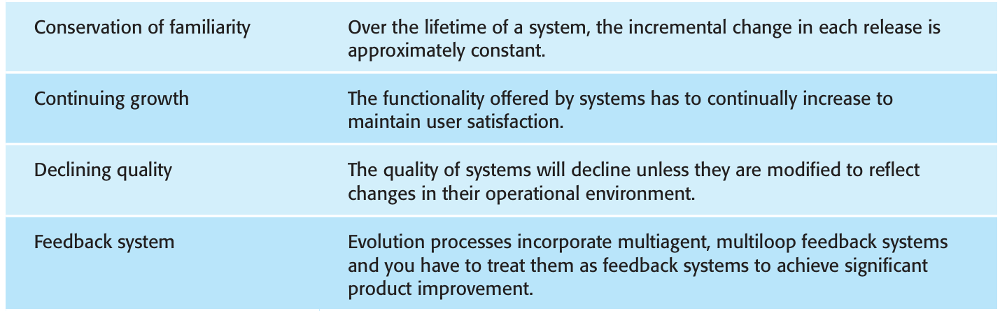 Conservation of familiarity
Over the lifetime of a system, the incremental change in each release is
approximately constant.
Continuing growth
The functionality offered by systems has to continually increase to
maintain user satisfaction.
Declining quality
The quality of systems will decline unless they are modified to reflect
changes in their operational environment.
Feedback system
Evolution processes incorporate multiagent, multiloop feedback systems
and you have to treat them as feedback systems to achieve significant
product improvement.